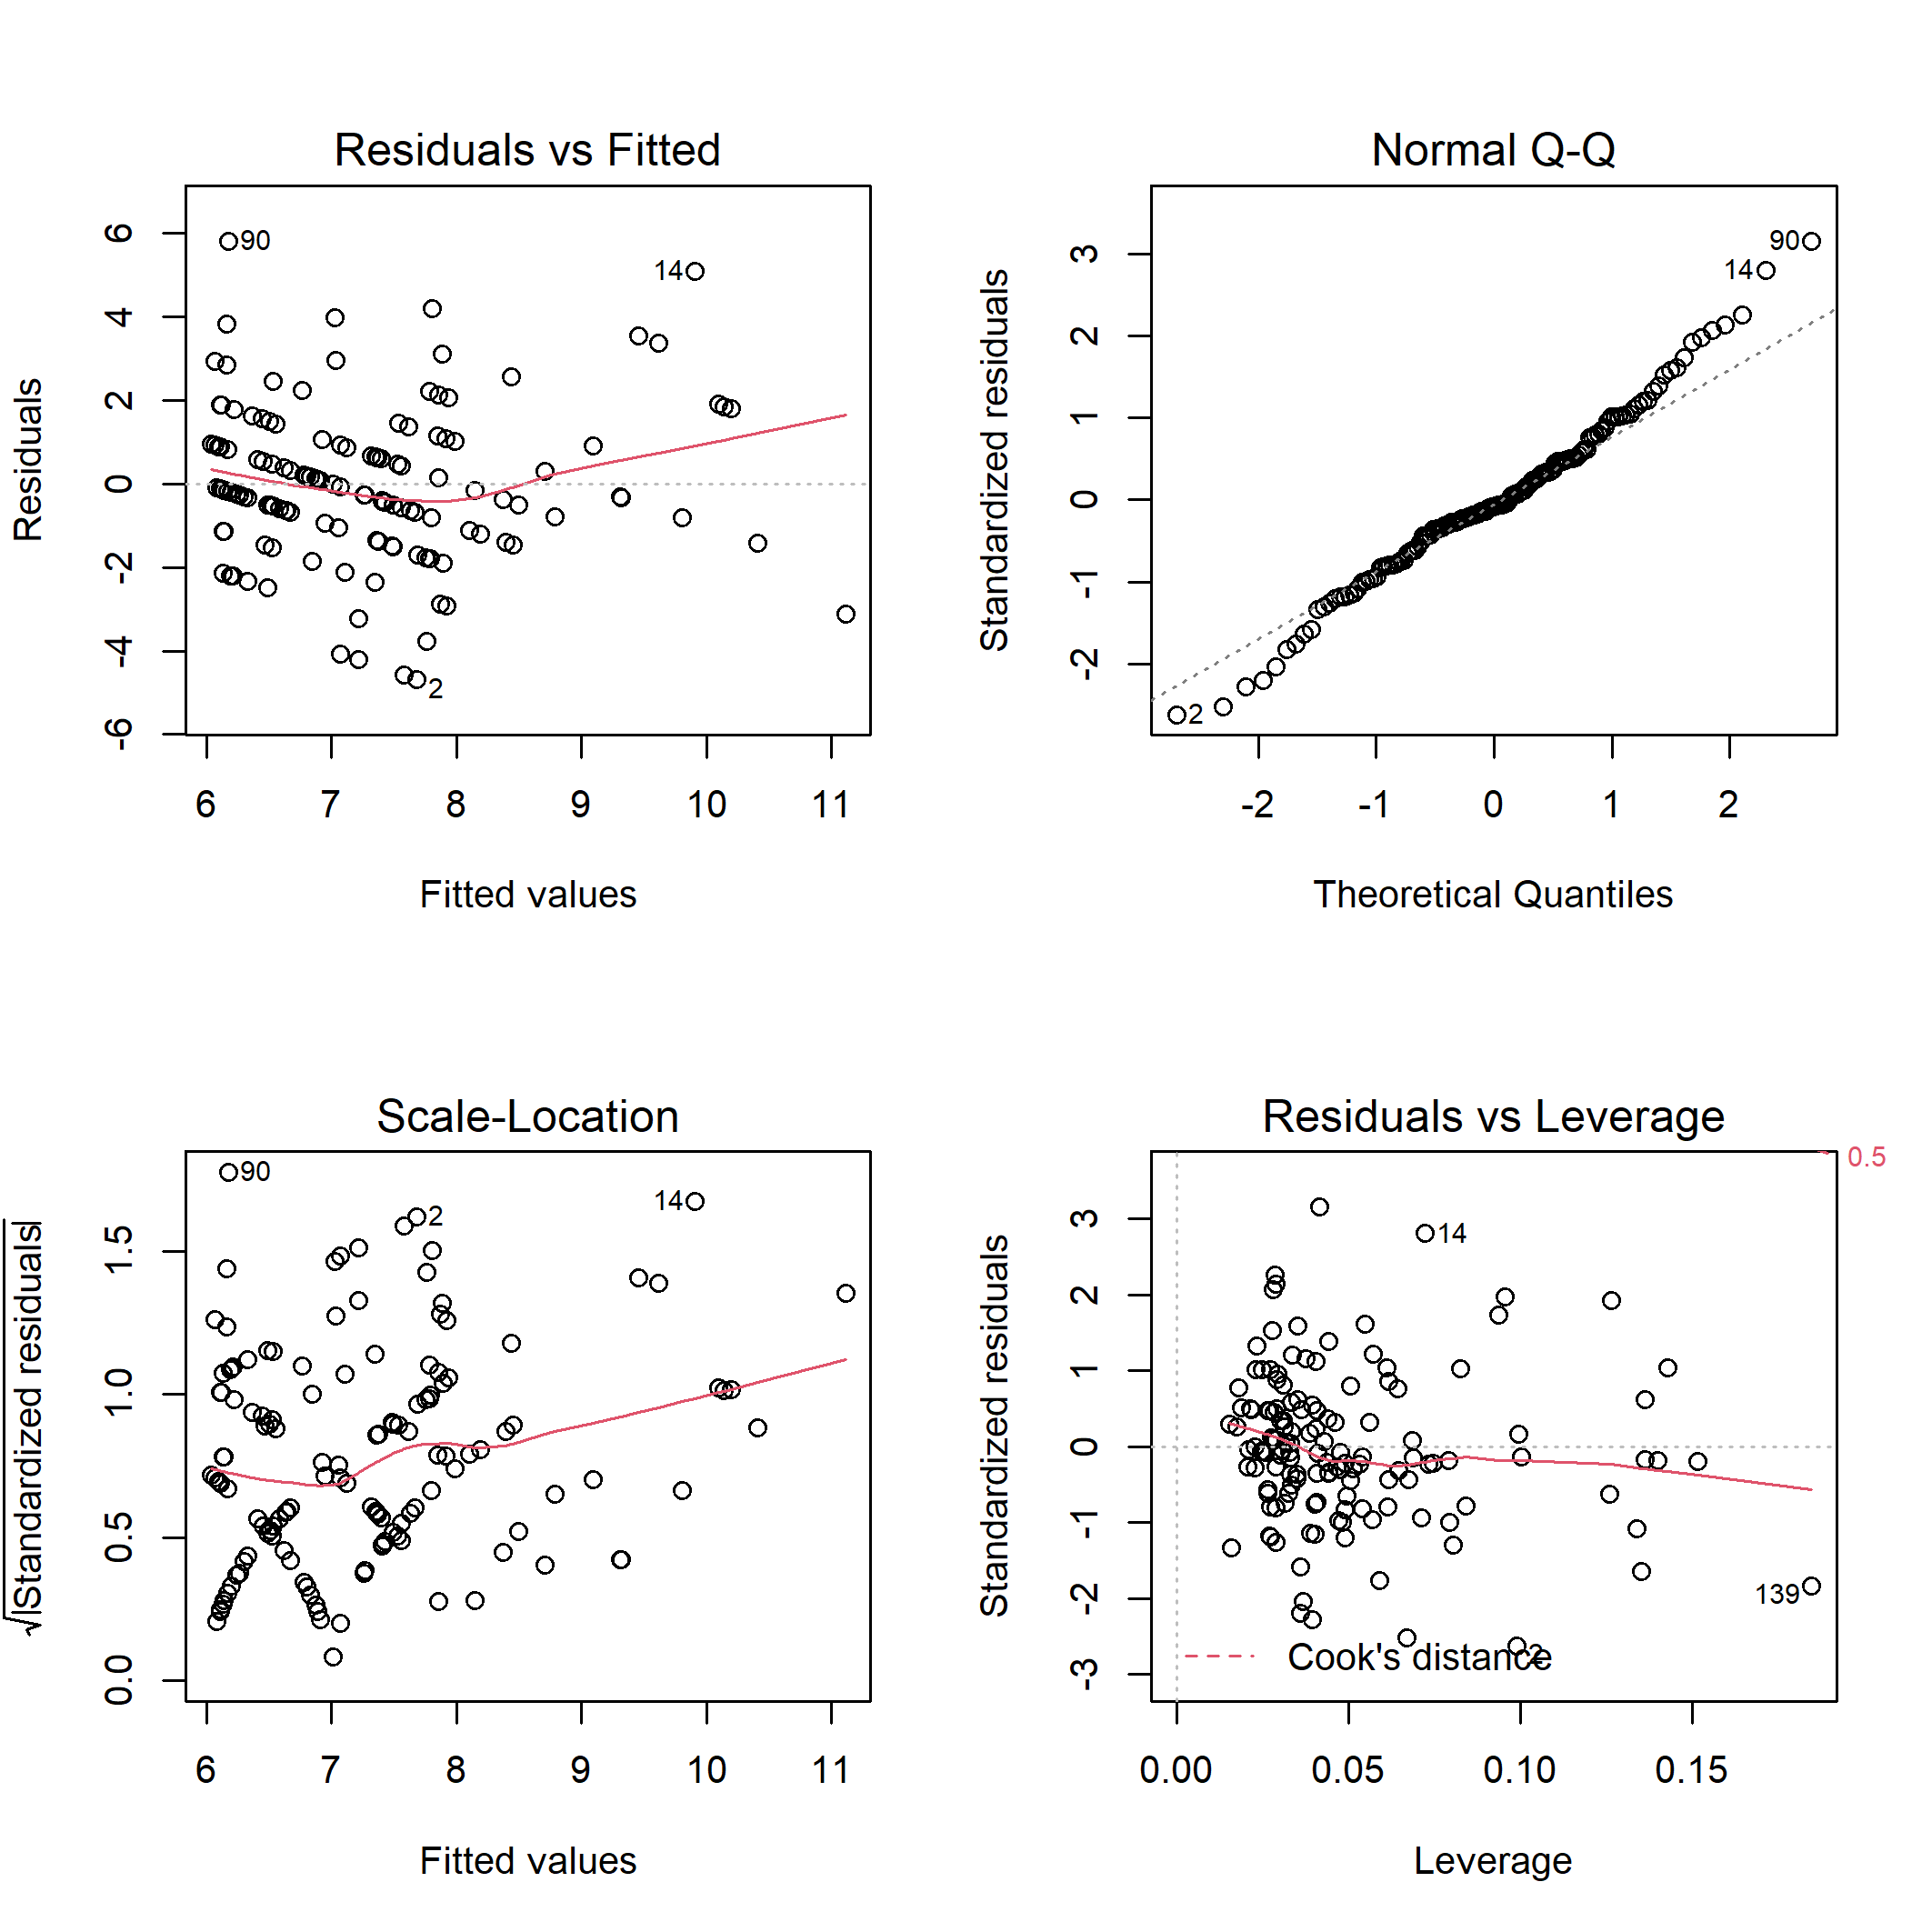 Residuals vs Fitted
Residuals
6
4
2
0
-2
-4
-6
90
14
2
6 7 8 9 10 11
Fitted values
Normal Q-Q
Standardized residuals
3
2
1
0
-1
-2
90
14
2
-2 -1 0 1 2
Theoretical Quantiles
Scale-Location
√|Standardized residuals|
1.5
1.0
0.5
0.0
90
14
2
6 7 8 9 10 11
Fitted values
Residuals vs Leverage
Standardized residuals
3
2
1
0
-1
-2
-3
0.5
14
139
2
Cook's distance
0.00 0.05 0.10 0.15
Leverage